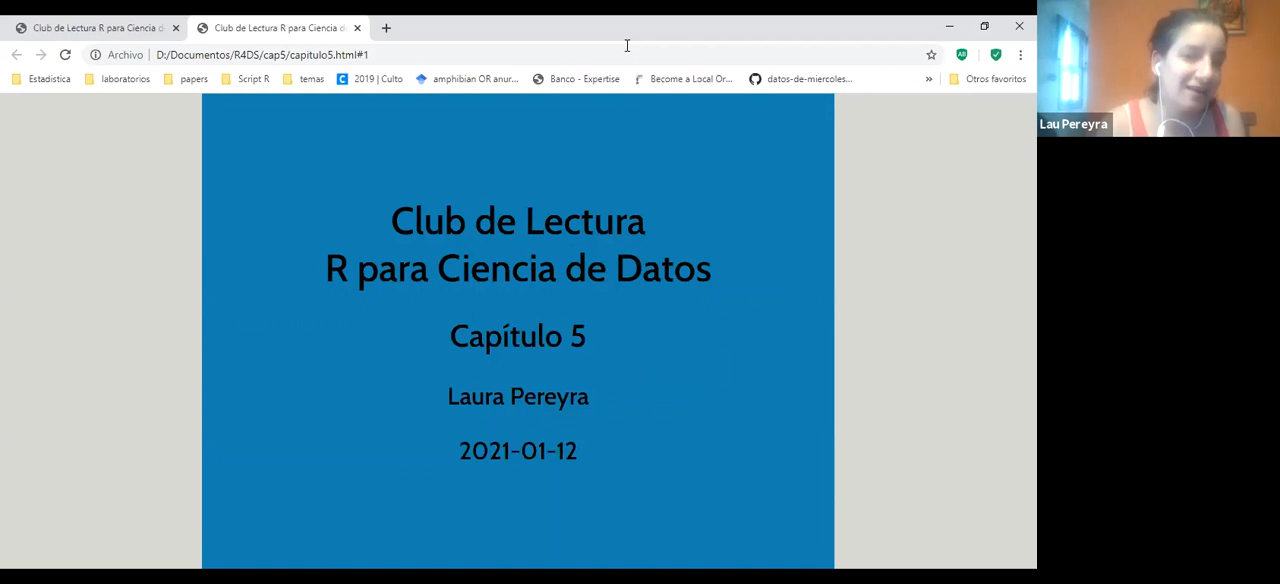 Club de Lectura R para Ciencia d
Club de Lectura R para Ciencia de
Archivo
D:/Documentos/R4DS/cap5/capitulo5.html#1
Estadistica
laboratorios
papers
Script R
temas
2019 | Culto
amphibian OR anur...
Banco - Expertise
Become a Local Or...
datos-de-miercoles...
»
Otros favoritos
Lau Pereyra
Club de Lectura
R para Ciencia de Datos
Capítulo 5
Laura Pereyra
2021-01-12